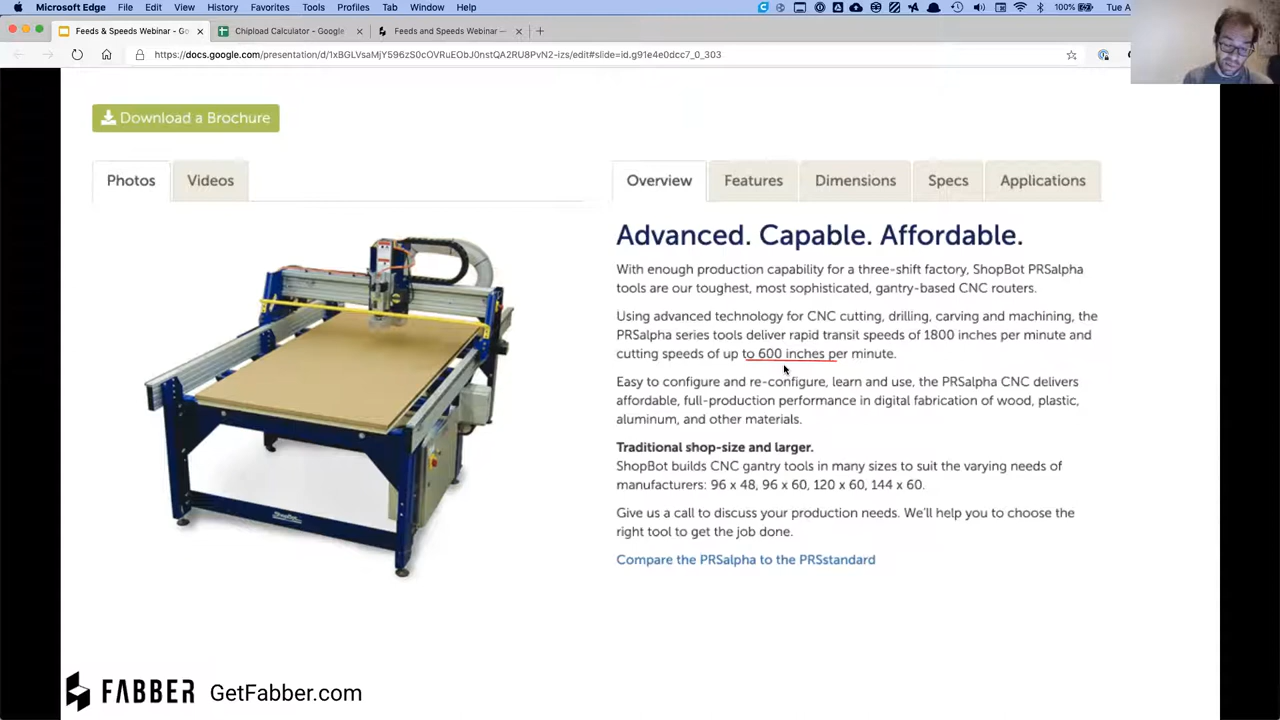 Microsoft Edge File Edit View History Favorites Tools Profiles Tab Window Help 100% Tue A
Feeds & Speeds Webinar - Go Chipload Calculator - Google Feeds and Speeds Webinar —
https://docs.google.com/presentation/d/1xBGLVsaMjY596zS0cOVRuEObJ0nstQA2RU8PvN2-izs/edit#slide=id.g91e4e0dcc7_0_303
Download a Brochure
Photos Videos
Overview Features Dimensions Specs Applications
Advanced. Capable. Affordable.
With enough production capability for a three-shift factory, ShopBot PRSalpha
tools are our toughest, most sophisticated, gantry-based CNC routers.
Using advanced technology for CNC cutting, drilling, carving and machining, the
PRSalpha series tools deliver rapid transit speeds of 1800 inches per minute and
cutting speeds of up to 600 inches per minute.
Easy to configure and re-configure, learn and use, the PRSalpha CNC delivers
affordable, full-production performance in digital fabrication of wood, plastic,
aluminum, and other materials.
Traditional shop-size and larger.
ShopBot builds CNC gantry tools in many sizes to suit the varying needs of
manufacturers: 96 x 48, 96 x 60, 120 x 60, 144 x 60.
Give us a call to discuss your production needs. We'll help you to choose the
right tool to get the job done.
Compare the PRSalpha to the PRSstandard
FABBER GetFabber.com